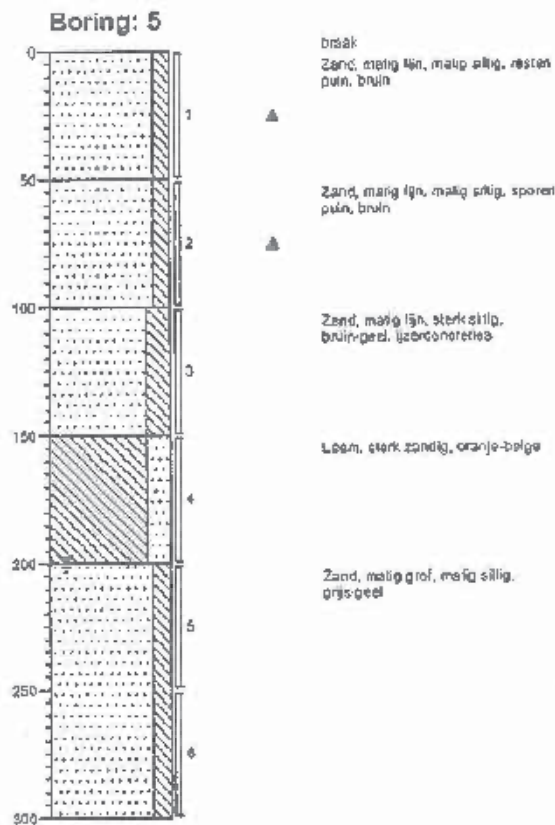 Boring: 5
braak
0
Zand, matig fijn, matig siltig, resten
puin, bruin
1
50
Zand, matig fijn, matig siltig, sporen
puin, bruin
2
100
Zand, matig fijn, sterk siltig,
bruin-geel, ijzerconcreties
3
150
Leem, sterk zandig, oranje-beige
4
200
Zand, matig grof, matig siltig,
grijs-geel
5
250
6
300